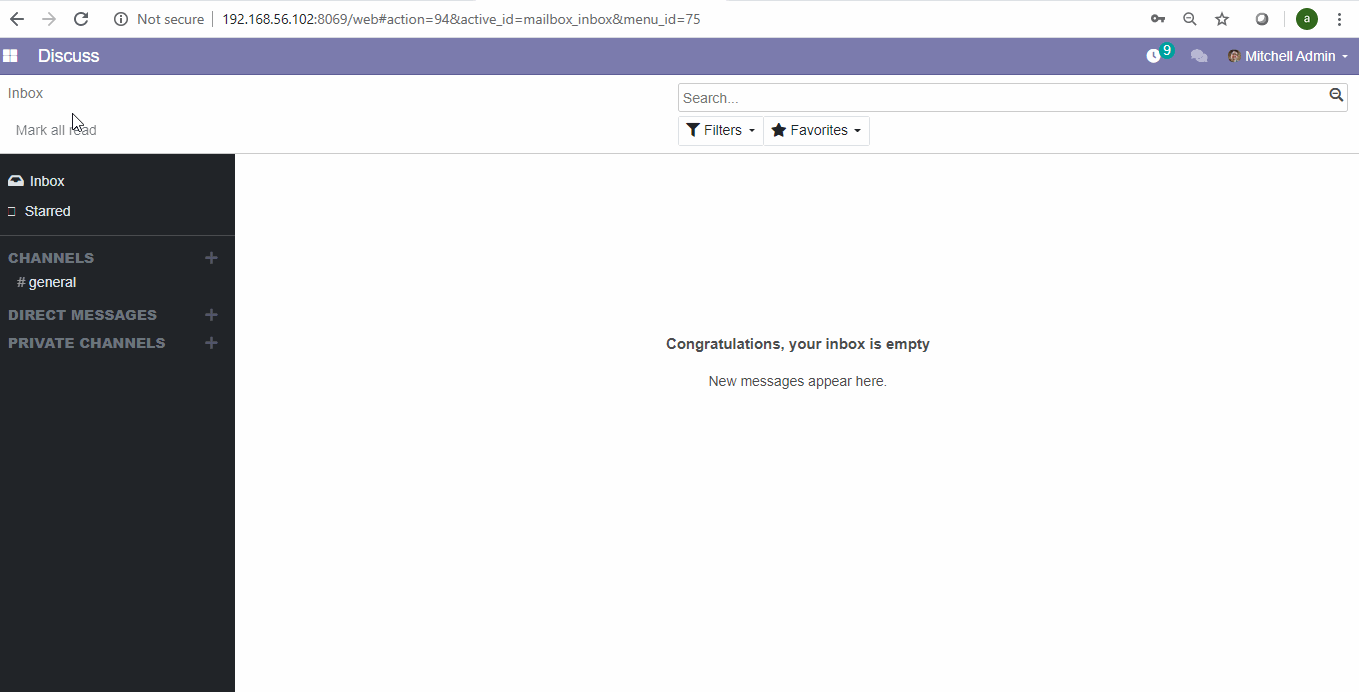 Not secure | 192.168.56.102:8069/web#action=94&active_id=mailbox_inbox&menu_id=75 a
Discuss 9 Mitchell Admin
Inbox Search...
Mark all read Filters Favorites
Inbox
Starred
CHANNELS +
# general
DIRECT MESSAGES +
PRIVATE CHANNELS +
Congratulations, your inbox is empty
New messages appear here.